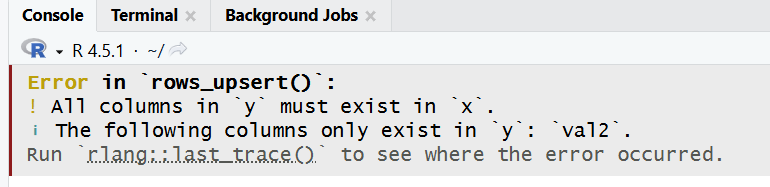 Console Terminal × Background Jobs ×
R R 4.5.1 · ~/
Error in `rows_upsert()`:
! All columns in `y` must exist in `x`.
i The following columns only exist in `y`: `val2`.
Run `rlang::last_trace()` to see where the error occurred.